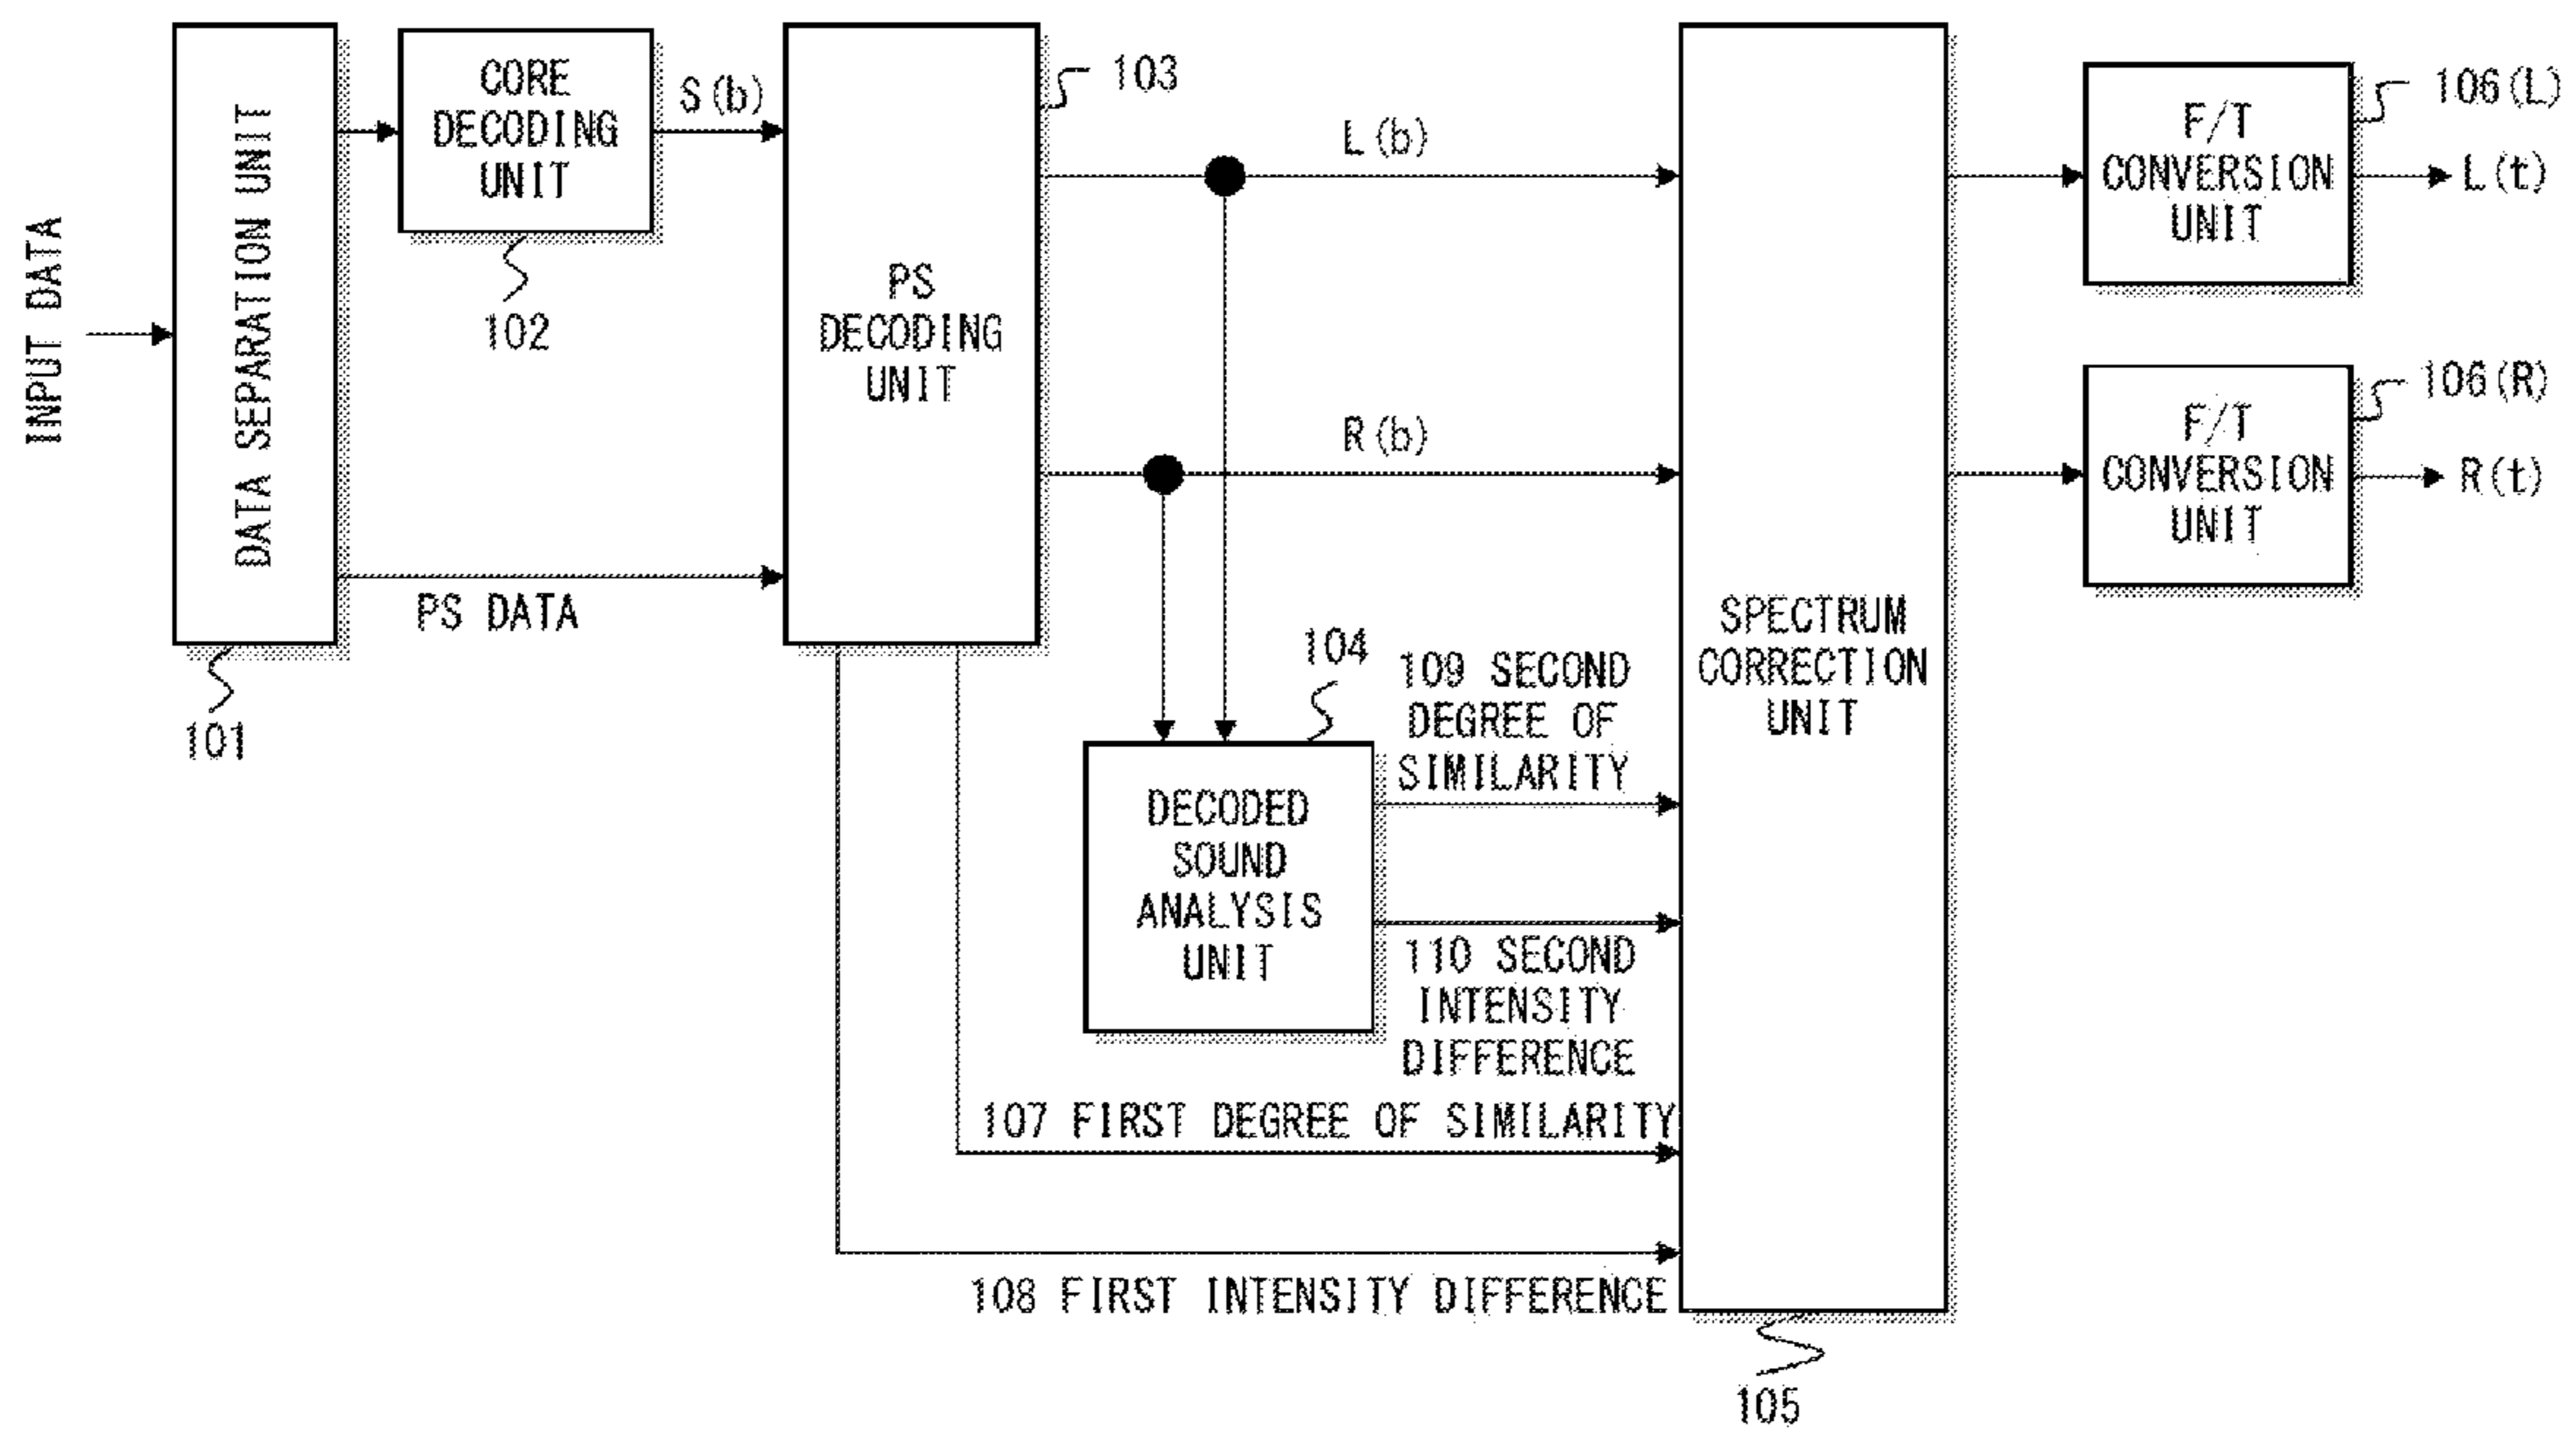 INPUT DATA
DATA SEPARATION UNIT
101
CORE
DECODING
UNIT
102
S(b)
PS DATA
PS
DECODING
UNIT
103
L(b)
R(b)
104
DECODED
SOUND
ANALYSIS
UNIT
109 SECOND
DEGREE OF
SIMILARITY
110 SECOND
INTENSITY
DIFFERENCE
107 FIRST DEGREE OF SIMILARITY
108 FIRST INTENSITY DIFFERENCE
SPECTRUM
CORRECTION
UNIT
105
F/T
CONVERSION
UNIT
106(L)
L(t)
F/T
CONVERSION
UNIT
106(R)
R(t)